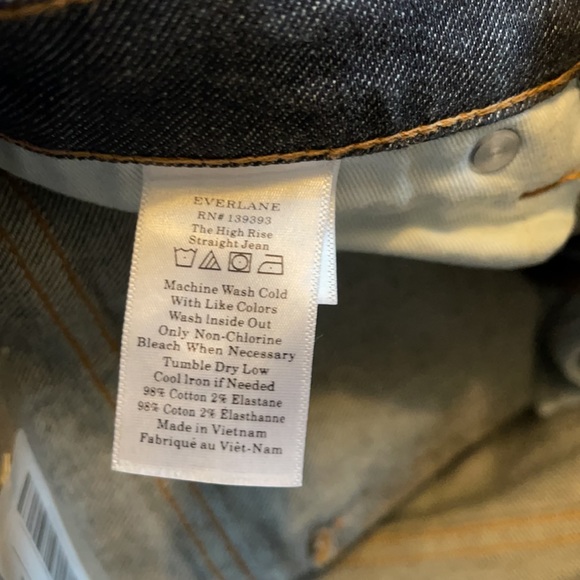 EVERLANE
RN# 139393
The High Rise
Straight Jean
Machine Wash Cold
With Like Colors
Wash Inside Out
Only Non-Chlorine
Bleach When Necessary
Tumble Dry Low
Cool Iron if Needed
98% Cotton 2% Elastane
98% Coton 2% Élasthanne
Made in Vietnam
Fabriqué au Viêt-Nam